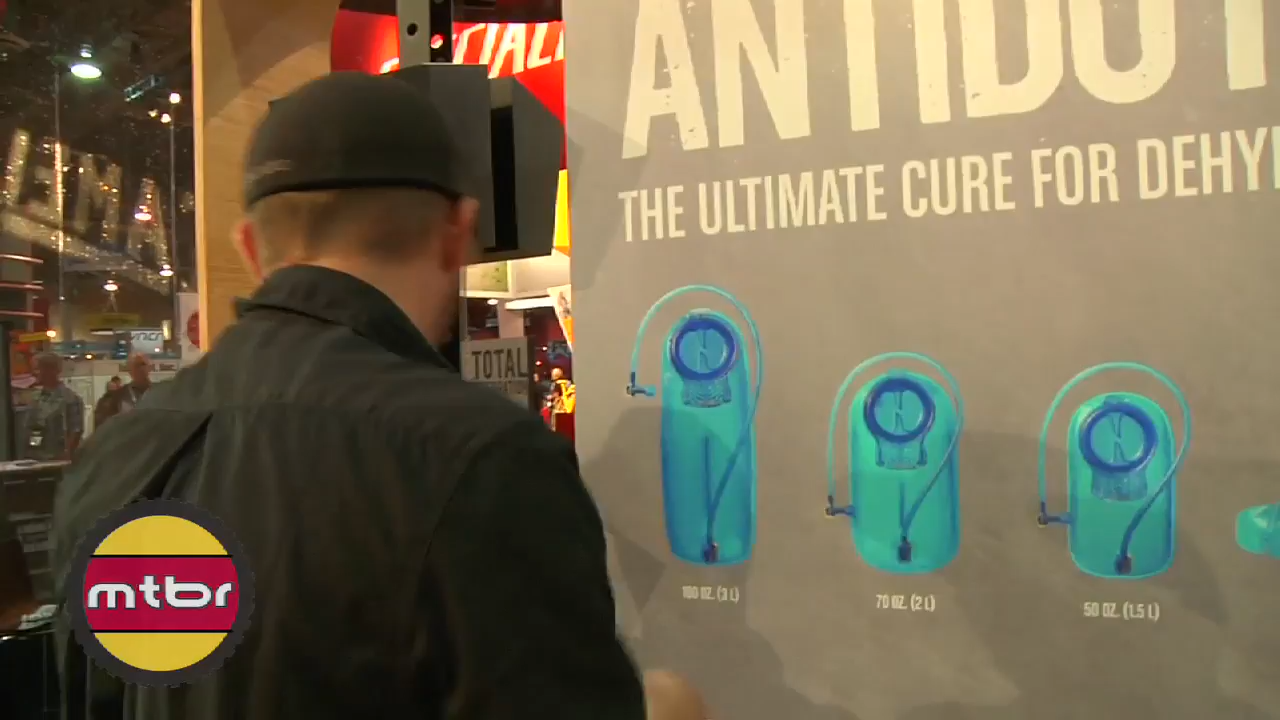 ANTIDOT
THE ULTIMATE CURE FOR DEHY
TOTAL
100 OZ. (3 L)
70 OZ. (2 L)
50 OZ. (1.5 L)
mtbr